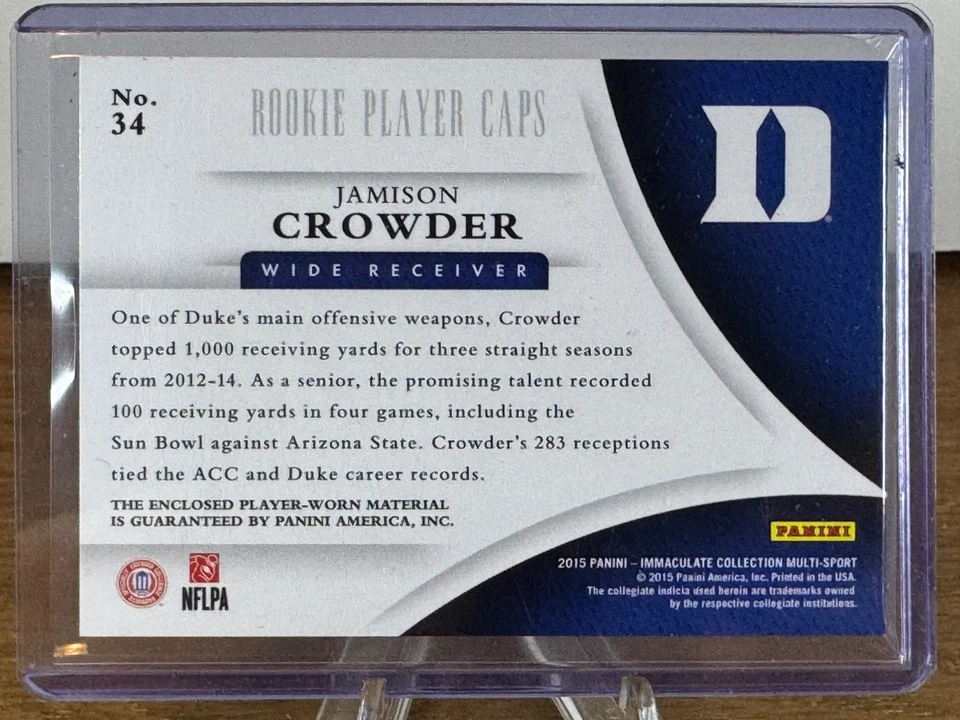 No.
34
ROOKIE PLAYER CAPS
D
JAMISON
CROWDER
WIDE RECEIVER
One of Duke's main offensive weapons, Crowder
topped 1,000 receiving yards for three straight seasons
from 2012-14. As a senior, the promising talent recorded
100 receiving yards in four games, including the
Sun Bowl against Arizona State. Crowder's 283 receptions
tied the ACC and Duke career records.
THE ENCLOSED PLAYER-WORN MATERIAL
IS GUARANTEED BY PANINI AMERICA, INC.
NFLPA
PANINI
2015 PANINI – IMMACULATE COLLECTION MULTI-SPORT
© 2015 Panini America, Inc. Printed in the USA.
The collegiate indicia used herein are trademarks owned
by the respective collegiate institutions.